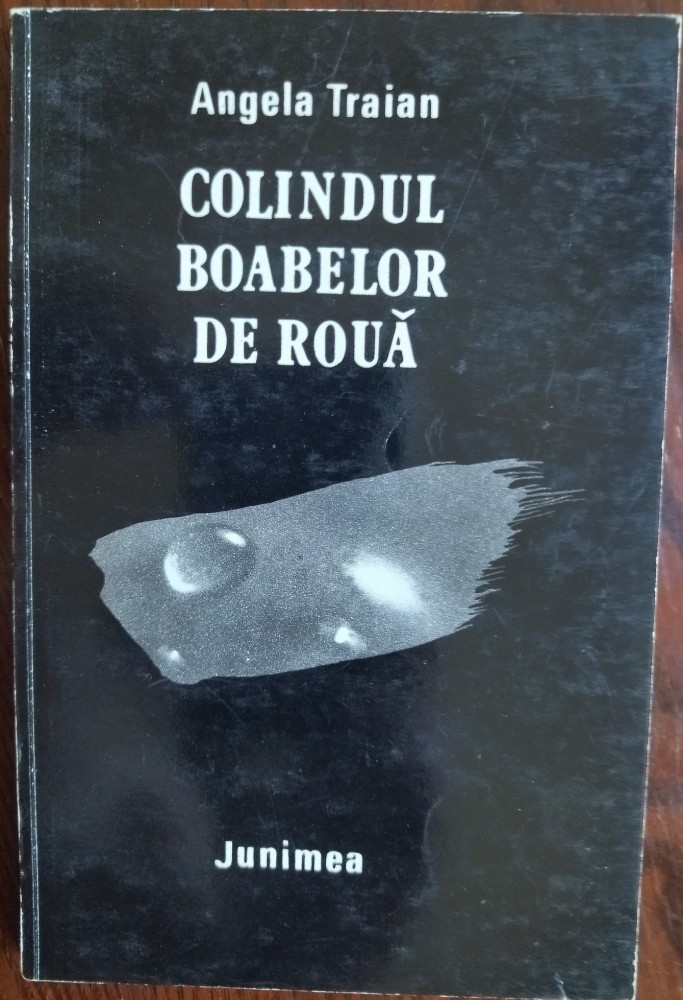 Angela Traian
COLINDUL
BOABELOR
DE ROUĂ
Junimea